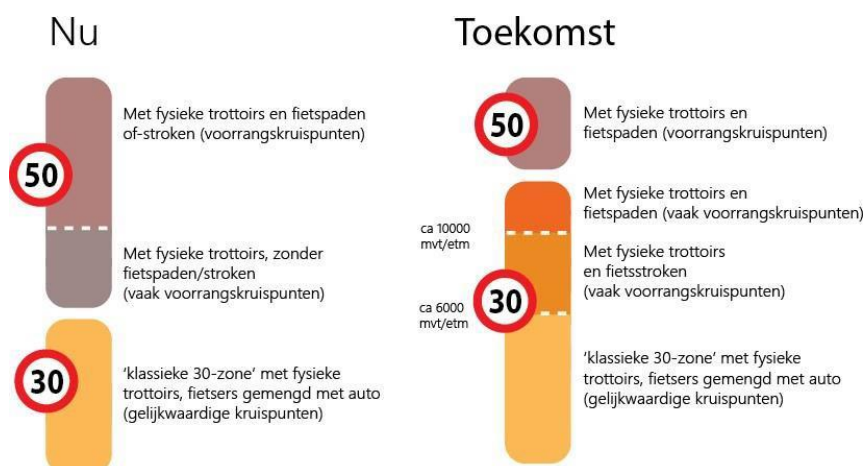 Nu
Met fysieke trottoirs en fietspaden
of-stroken (voorrangskruispunten)
50
Met fysieke trottoirs, zonder
fietspaden/stroken
(vaak voorrangskruispunten)
30
‘klassieke 30-zone’ met fysieke
trottoirs, fietsers gemengd met auto
(gelijkwaardige kruispunten)
Toekomst
50
Met fysieke trottoirs en
fietspaden (voorrangskruispunten)
Met fysieke trottoirs en
fietspaden (vaak voorrangskruispunten)
ca 10000
mvt/etm
Met fysieke trottoirs
en fietsstroken
(vaak voorrangskruispunten)
30
ca 6000
mvt/etm
‘klassieke 30-zone’ met fysieke
trottoirs, fietsers gemengd met auto
(gelijkwaardige kruispunten)